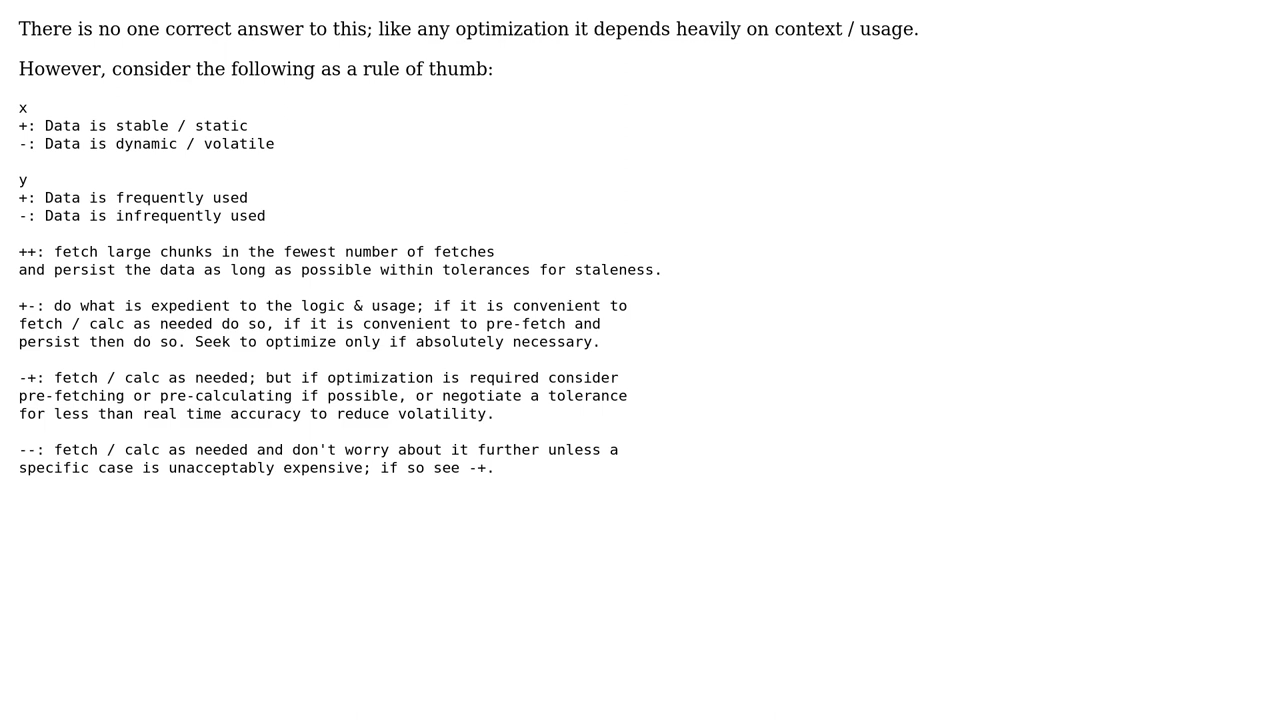 There is no one correct answer to this; like any optimization it depends heavily on context / usage.
However, consider the following as a rule of thumb:
x
+: Data is stable / static
-: Data is dynamic / volatile
y
+: Data is frequently used
-: Data is infrequently used
++: fetch large chunks in the fewest number of fetches
and persist the data as long as possible within tolerances for staleness.
+-: do what is expedient to the logic & usage; if it is convenient to
fetch / calc as needed do so, if it is convenient to pre-fetch and
persist then do so. Seek to optimize only if absolutely necessary.
-+: fetch / calc as needed; but if optimization is required consider
pre-fetching or pre-calculating if possible, or negotiate a tolerance
for less than real time accuracy to reduce volatility.
--: fetch / calc as needed and don't worry about it further unless a
specific case is unacceptably expensive; if so see -+.